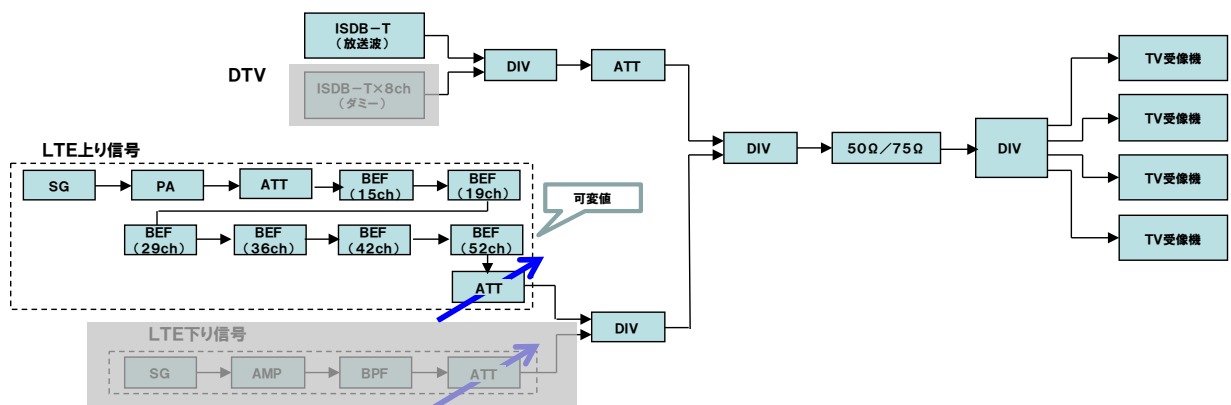 ISDB－T
（放送波）
DTV
ISDB－T×8ch
（ダミー）
DIV
ATT
LTE上り信号
SG
PA
ATT
BEF
（15ch）
BEF
（19ch）
可変値
BEF
（29ch）
BEF
（36ch）
BEF
（42ch）
BEF
（52ch）
ATT
LTE下り信号
SG
AMP
BPF
ATT
DIV
DIV
50Ω／75Ω
DIV
TV受像機
TV受像機
TV受像機
TV受像機